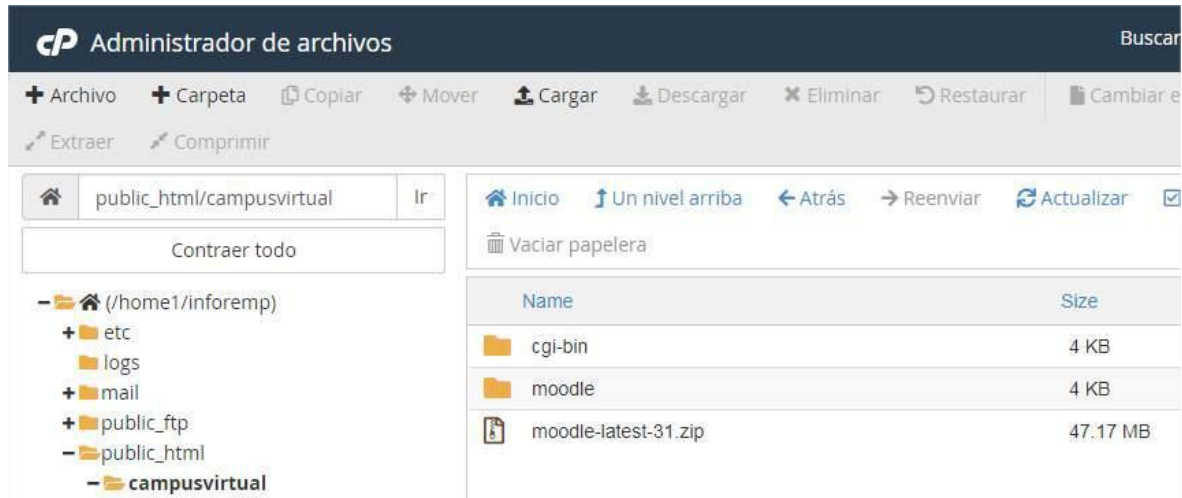 cP Administrador de archivos Buscar
Archivo Carpeta Copiar Mover Cargar Descargar Eliminar Restaurar Cambiar e
Extraer Comprimir
public_html/campusvirtual Ir
Contraer todo
(/home1/inforemp)
etc
logs
mail
public_ftp
public_html
campusvirtual
Inicio Un nivel arriba Atrás Reenviar Actualizar
Vaciar papelera
Name Size
cgi-bin 4 KB
moodle 4 KB
moodle-latest-31.zip 47.17 MB